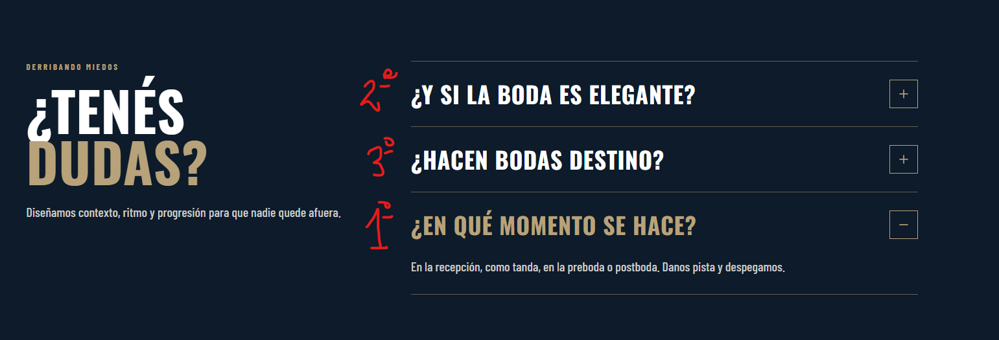 DERRIBANDO MIEDOS
¿TENÉS
DUDAS?
Diseñamos contexto, ritmo y progresión para que nadie quede afuera.
2º
¿Y SI LA BODA ES ELEGANTE?
+
3º
¿HACEN BODAS DESTINO?
+
1º
¿EN QUÉ MOMENTO SE HACE?
−
En la recepción, como tanda, en la preboda o postboda. Danos pista y despegamos.